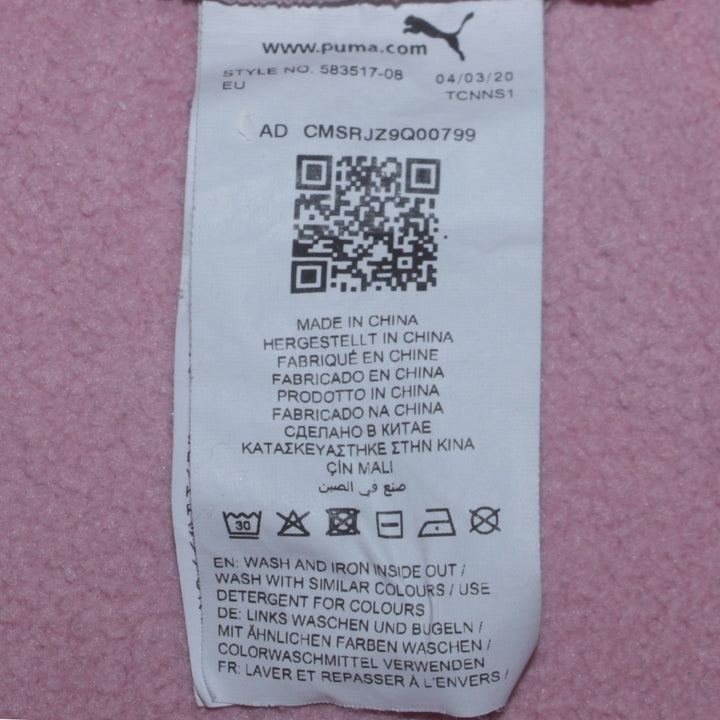 www.puma.com
STYLE NO. 583517-08 04/03/20
EU TCNNS1
AD CMSRJZ9Q00799
MADE IN CHINA
HERGESTELLT IN CHINA
FABRIQUÉ EN CHINE
FABRICADO EN CHINA
PRODOTTO IN CHINA
FABRICADO NA CHINA
СДЕЛАНО В КИТАЕ
ΚΑΤΑΣΚΕΥΑΣΤΗΚΕ ΣΤΗΝ ΚΙΝΑ
ÇİN MALI
صنع في الصين
30
EN: WASH AND IRON INSIDE OUT /
WASH WITH SIMILAR COLOURS / USE
DETERGENT FOR COLOURS
DE: LINKS WASCHEN UND BÜGELN /
MIT ÄHNLICHEN FARBEN WASCHEN /
COLORWASCHMITTEL VERWENDEN
FR: LAVER ET REPASSER À L'ENVERS /